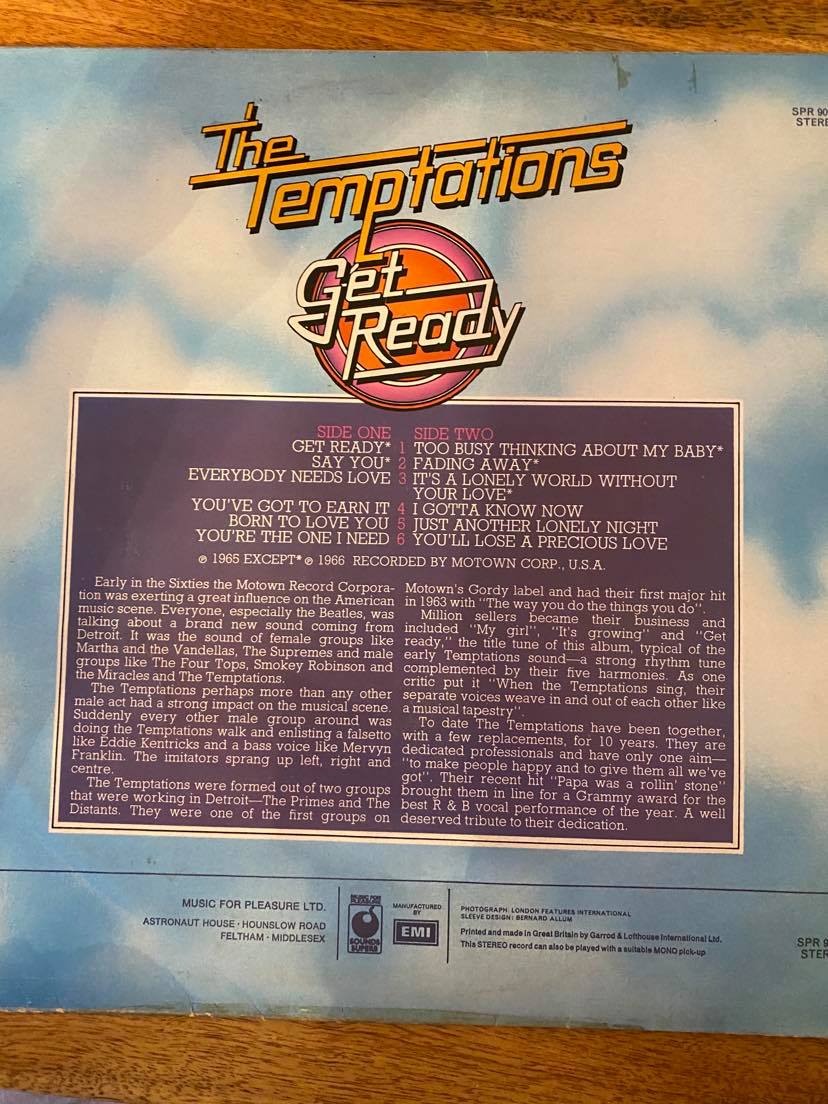 SPR 90
STERE
The
Temptations
Get
Ready
SIDE ONE SIDE TWO
GET READY* 1 TOO BUSY THINKING ABOUT MY BABY*
SAY YOU* 2 FADING AWAY*
EVERYBODY NEEDS LOVE 3 IT'S A LONELY WORLD WITHOUT
YOUR LOVE*
YOU'VE GOT TO EARN IT 4 I GOTTA KNOW NOW
BORN TO LOVE YOU 5 JUST ANOTHER LONELY NIGHT
YOU'RE THE ONE I NEED 6 YOU'LL LOSE A PRECIOUS LOVE
℗ 1965 EXCEPT* ℗ 1966 RECORDED BY MOTOWN CORP., U.S.A.
Early in the Sixties the Motown Record Corpora-
tion was exerting a great influence on the American
music scene. Everyone, especially the Beatles, was
talking about a brand new sound coming from
Detroit. It was the sound of female groups like
Martha and the Vandellas, The Supremes and male
groups like The Four Tops, Smokey Robinson and
the Miracles and The Temptations.
The Temptations perhaps more than any other
male act had a strong impact on the musical scene.
Suddenly every other male group around was
doing the Temptations walk and enlisting a falsetto
like Eddie Kentricks and a bass voice like Mervyn
Franklin. The imitators sprang up left, right and
centre.
The Temptations were formed out of two groups
that were working in Detroit—The Primes and The
Distants. They were one of the first groups on
Motown's Gordy label and had their first major hit
in 1963 with "The way you do the things you do".
Million sellers became their business and
included "My girl", "It's growing" and "Get
ready," the title tune of this album, typical of the
early Temptations sound—a strong rhythm tune
complemented by their five harmonies. As one
critic put it "When the Temptations sing, their
separate voices weave in and out of each other like
a musical tapestry".
To date The Temptations have been together,
with a few replacements, for 10 years. They are
dedicated professionals and have only one aim—
"to make people happy and to give them all we've
got". Their recent hit "Papa was a rollin' stone"
brought them in line for a Grammy award for the
best R & B vocal performance of the year. A well
deserved tribute to their dedication.
MUSIC FOR PLEASURE LTD.
ASTRONAUT HOUSE · HOUNSLOW ROAD
FELTHAM · MIDDLESEX
MUSIC FOR
PLEASURE
SOUNDS
SUPERB
MANUFACTURED
BY
EMI
PHOTOGRAPH: LONDON FEATURES INTERNATIONAL
SLEEVE DESIGN: BERNARD ALLUM
Printed and made in Great Britain by Garrod & Lofthouse International Ltd.
This STEREO record can also be played with a suitable MONO pick-up
SPR 9
STER